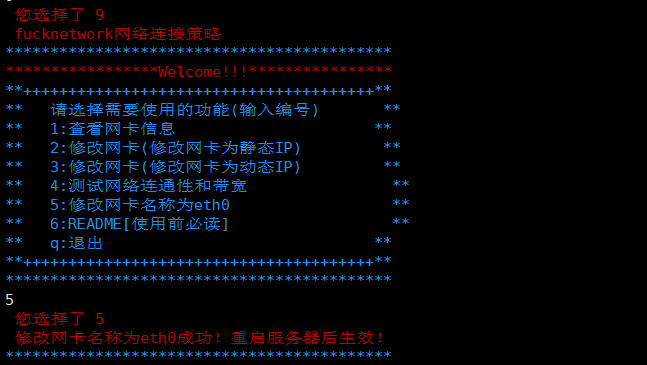 您选择了 9
fucknetwork网络连接策略
*******************************************
*****************Welcome!!!****************
**+++++++++++++++++++++++++++++++++++++++**
**   请选择需要使用的功能(输入编号)       **
**   1:查看网卡信息                      **
**   2:修改网卡(修改网卡为静态IP)         **
**   3:修改网卡(修改网卡为动态IP)         **
**   4:测试网络连通性和带宽                **
**   5:修改网卡名称为eth0                  **
**   6:README[使用前必读]                  **
**   q:退出                              **
**+++++++++++++++++++++++++++++++++++++++**
*******************************************
5
您选择了 5
修改网卡名称为eth0成功! 重启服务器后生效!
*******************************************